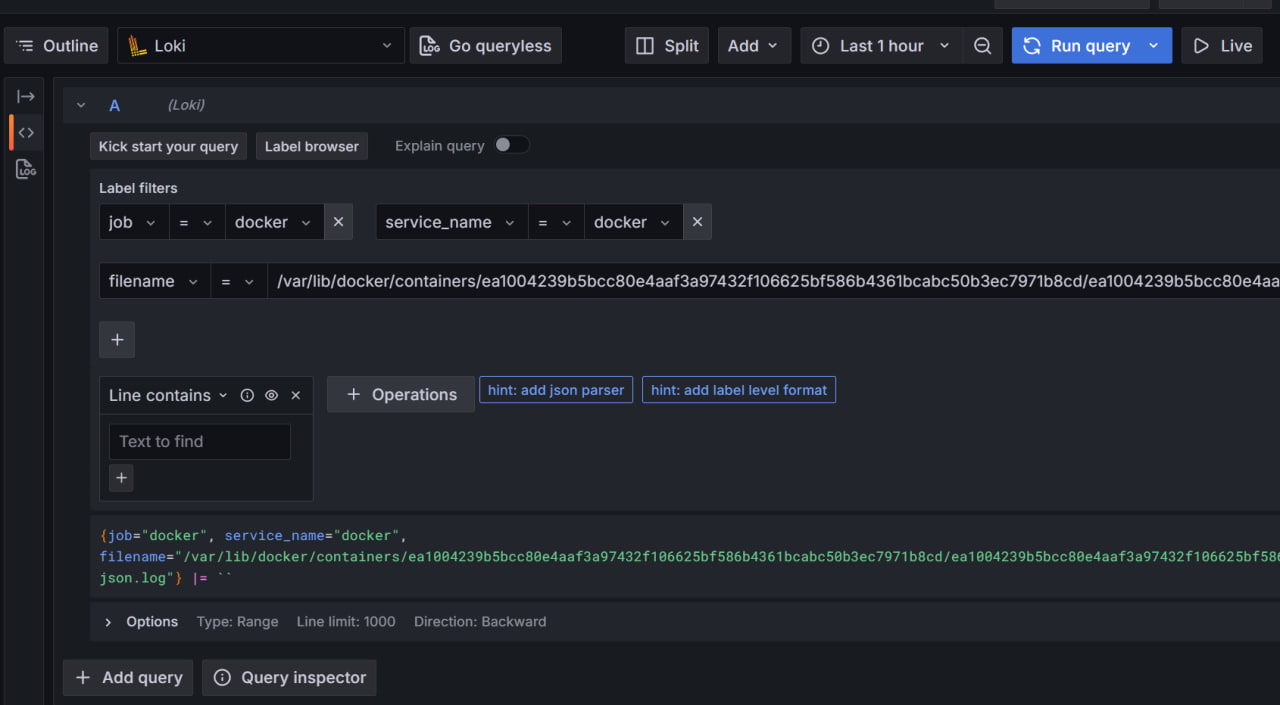 Outline
Loki
Go queryless
Split
Add
Last 1 hour
Run query
Live
A (Loki)
Kick start your query
Label browser
Explain query
Label filters
job = docker
service_name = docker
filename = /var/lib/docker/containers/ea1004239b5bcc80e4aaf3a97432f106625bf586b4361bcabc50b3ec7971b8cd/ea1004239b5bcc80e4aa
+
Line contains
+ Operations
hint: add json parser
hint: add label level format
Text to find
+
{job="docker", service_name="docker",
filename="/var/lib/docker/containers/ea1004239b5bcc80e4aaf3a97432f106625bf586b4361bcabc50b3ec7971b8cd/ea1004239b5bcc80e4aaf3a97432f106625bf586
json.log"} |= ``
Options Type: Range Line limit: 1000 Direction: Backward
+ Add query
Query inspector